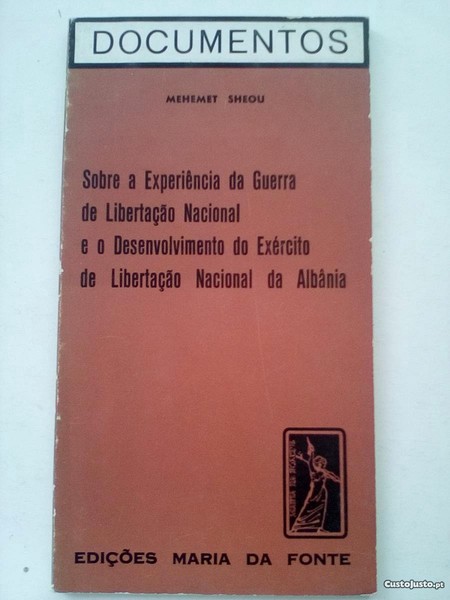 DOCUMENTOS
MEHEMET SHEOU
Sobre a Experiência da Guerra
de Libertação Nacional
e o Desenvolvimento do Exército
de Libertação Nacional da Albânia
EDIÇÕES MARIA DA FONTE
CustoJusto.pt